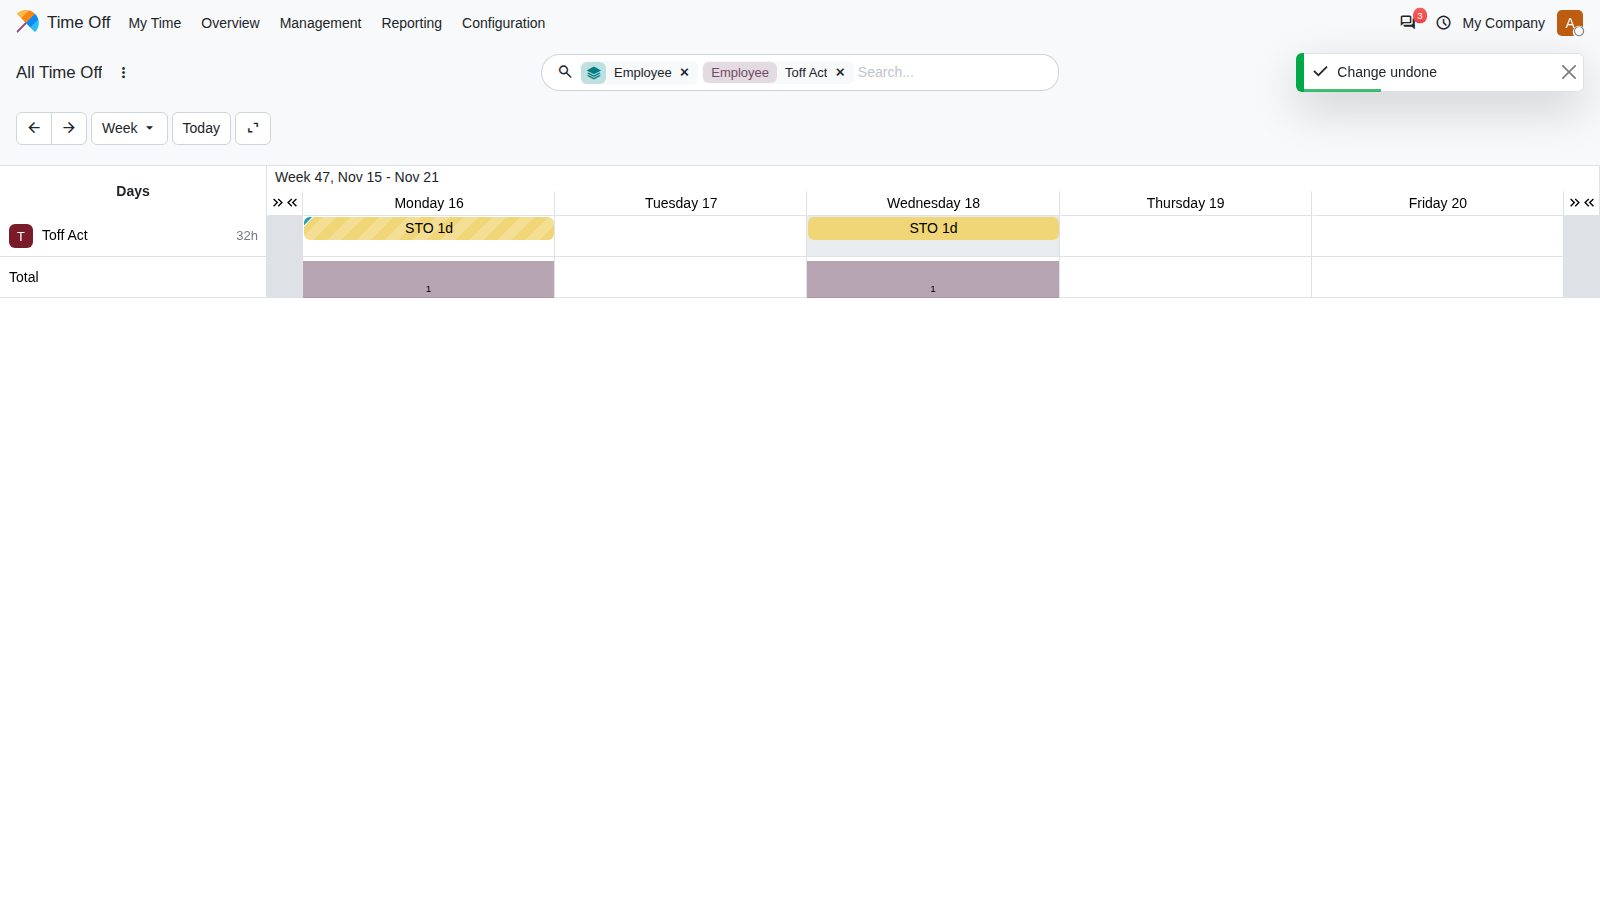 Time Off My Time Overview Management Reporting Configuration 3 My Company A
All Time Off Employee × Employee Toff Act × Search... Change undone
Week Today
Days Week 47, Nov 15 - Nov 21
Monday 16 Tuesday 17 Wednesday 18 Thursday 19 Friday 20
T Toff Act 32h STO 1d STO 1d
Total 1 1